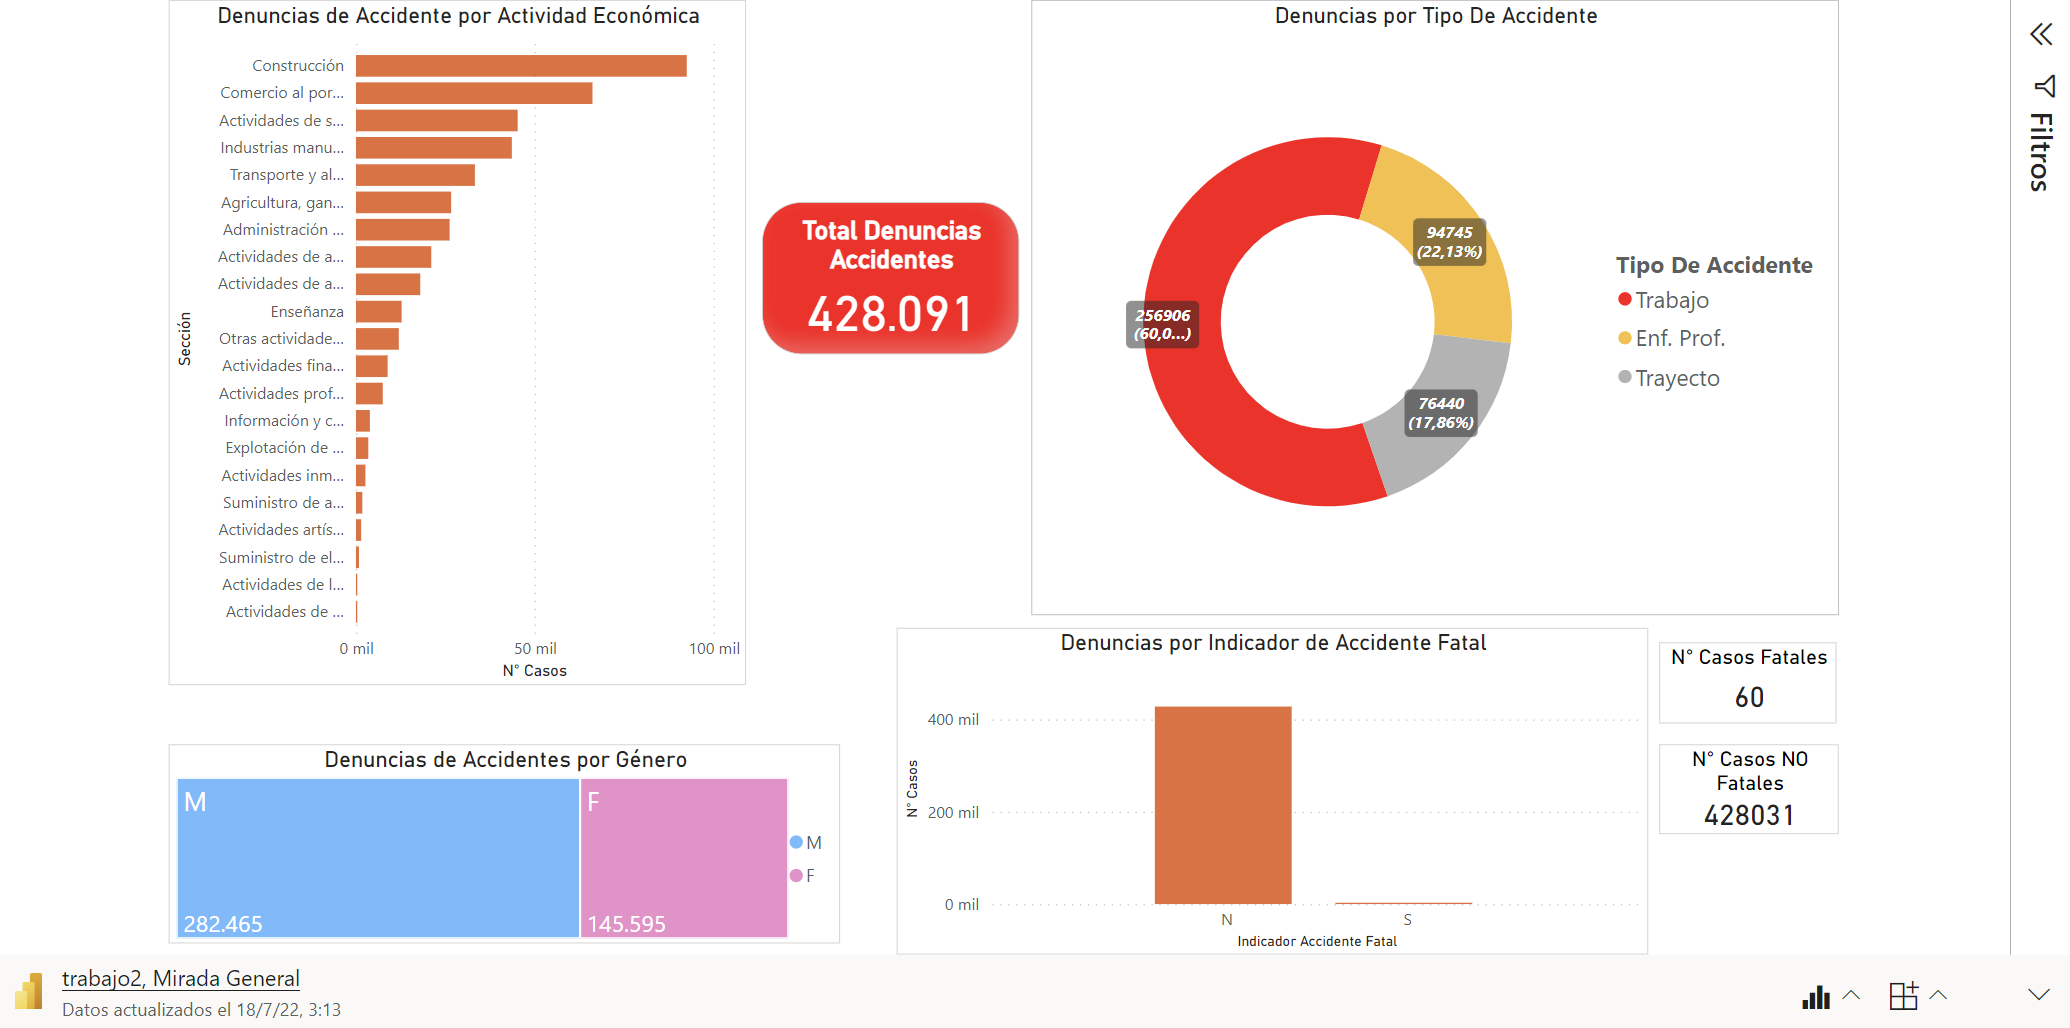 Denuncias de Accidente por Actividad Económica
Construcción
Comercio al por...
Actividades de s...
Industrias manu...
Transporte y al...
Agricultura, gan...
Administración ...
Actividades de a...
Actividades de a...
Enseñanza
Otras actividade...
Actividades fina...
Actividades prof...
Información y c...
Explotación de ...
Actividades inm...
Suministro de a...
Actividades artís...
Suministro de el...
Actividades de l...
Actividades de ...
Sección
0 mil
50 mil
100 mil
N° Casos
Total Denuncias
Accidentes
428.091
Denuncias por Tipo De Accidente
94745
(22,13%)
256906
(60,0...)
76440
(17,86%)
Tipo De Accidente
Trabajo
Enf. Prof.
Trayecto
Filtros
Denuncias de Accidentes por Género
M
F
282.465
145.595
M
F
Denuncias por Indicador de Accidente Fatal
400 mil
200 mil
0 mil
N° Casos
N
S
Indicador Accidente Fatal
N° Casos Fatales
60
N° Casos NO
Fatales
428031
trabajo2, Mirada General
Datos actualizados el 18/7/22, 3:13